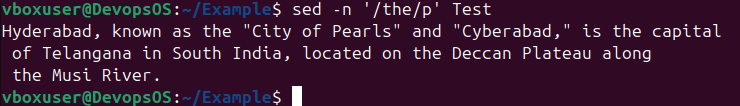 vboxuser@DevopsOS:~/Example$ sed -n '/the/p' Test
Hyderabad, known as the "City of Pearls" and "Cyberabad," is the capital
 of Telangana in South India, located on the Deccan Plateau along
 the Musi River.
vboxuser@DevopsOS:~/Example$